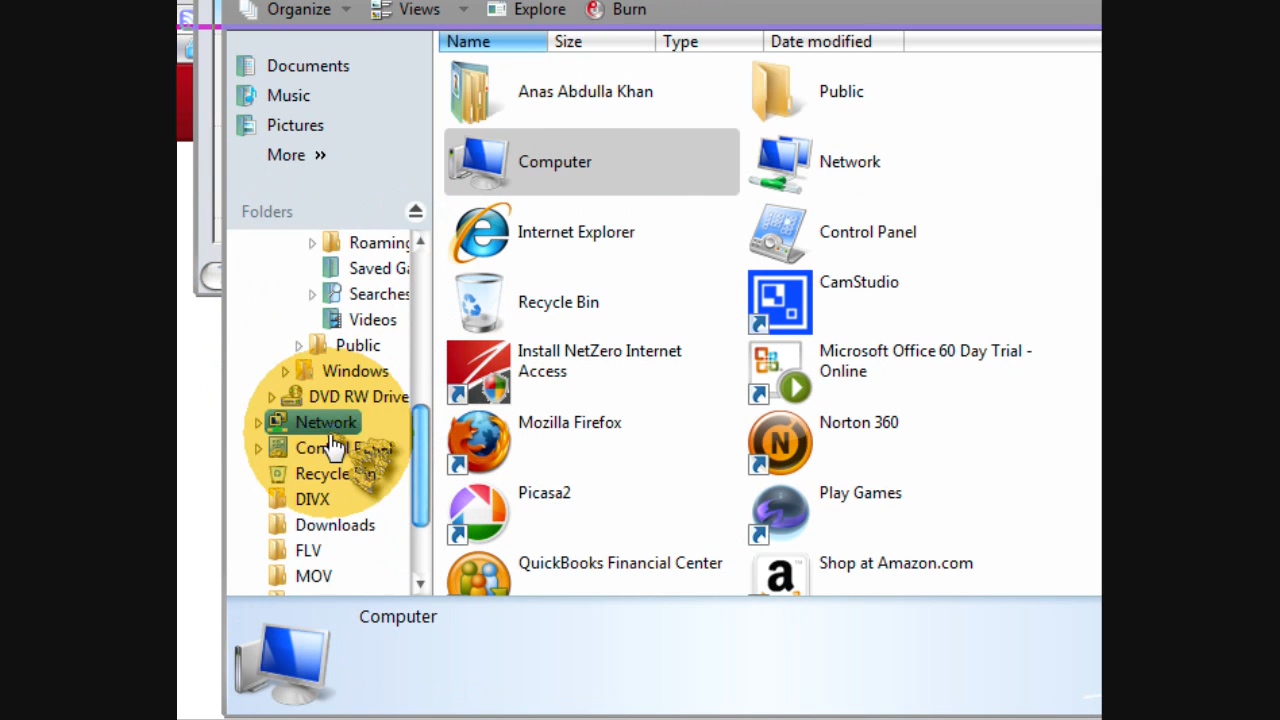 Organize Views Explore Burn
Name Size Type Date modified
Documents
Music
Pictures
More »
Folders
Roaming
Saved Ga
Searches
Videos
Public
Windows
DVD RW Drive
Network
Recycle
DIVX
Downloads
FLV
MOV
Anas Abdulla Khan
Public
Computer
Network
Internet Explorer
Control Panel
Recycle Bin
CamStudio
Install NetZero Internet
Access
Microsoft Office 60 Day Trial -
Online
Mozilla Firefox
Norton 360
Picasa2
Play Games
QuickBooks Financial Center
Shop at Amazon.com
Computer